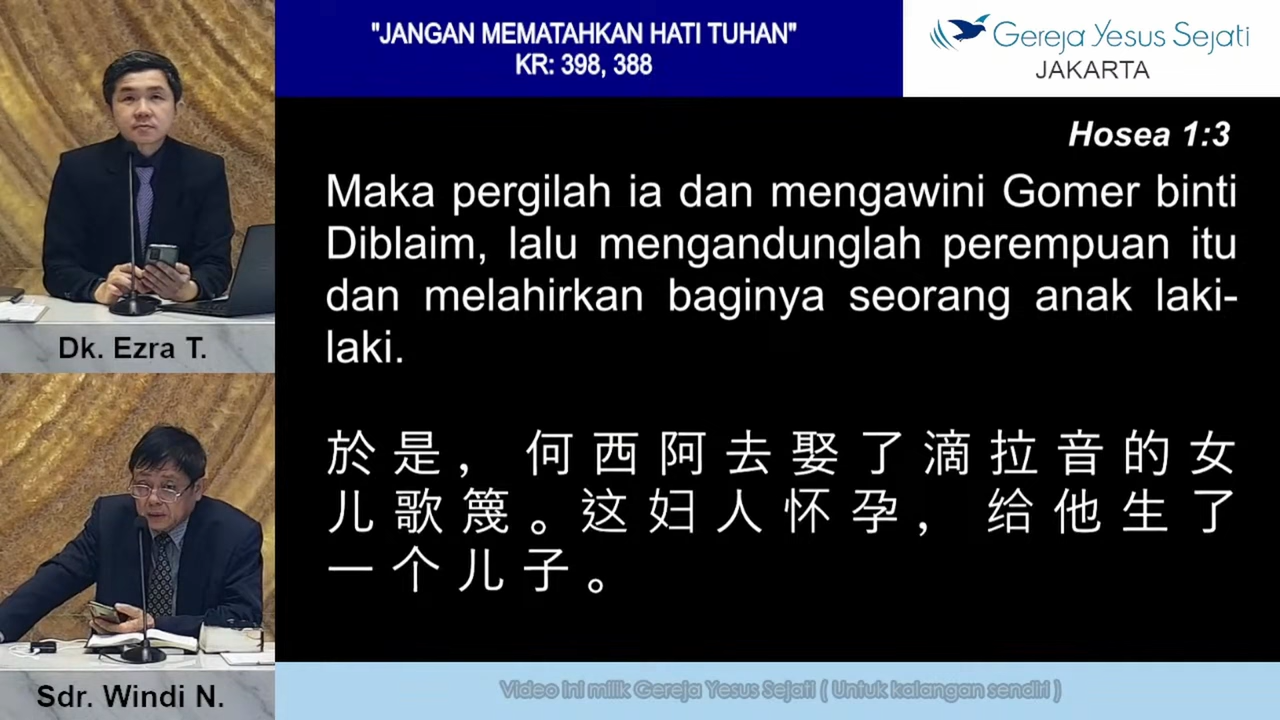 "JANGAN MEMATAHKAN HATI TUHAN"
KR: 398, 388
Gereja Yesus Sejati
JAKARTA
Hosea 1:3
Maka pergilah ia dan mengawini Gomer binti
Diblaim, lalu mengandunglah perempuan itu
dan melahirkan baginya seorang anak laki-
laki.
於是，何西阿去娶了滴拉音的女
儿歌篾。这妇人怀孕，给他生了
一个儿子。
Dk. Ezra T.
Sdr. Windi N.
Video ini milik Gereja Yesus Sejati ( Untuk kalangan sendiri )